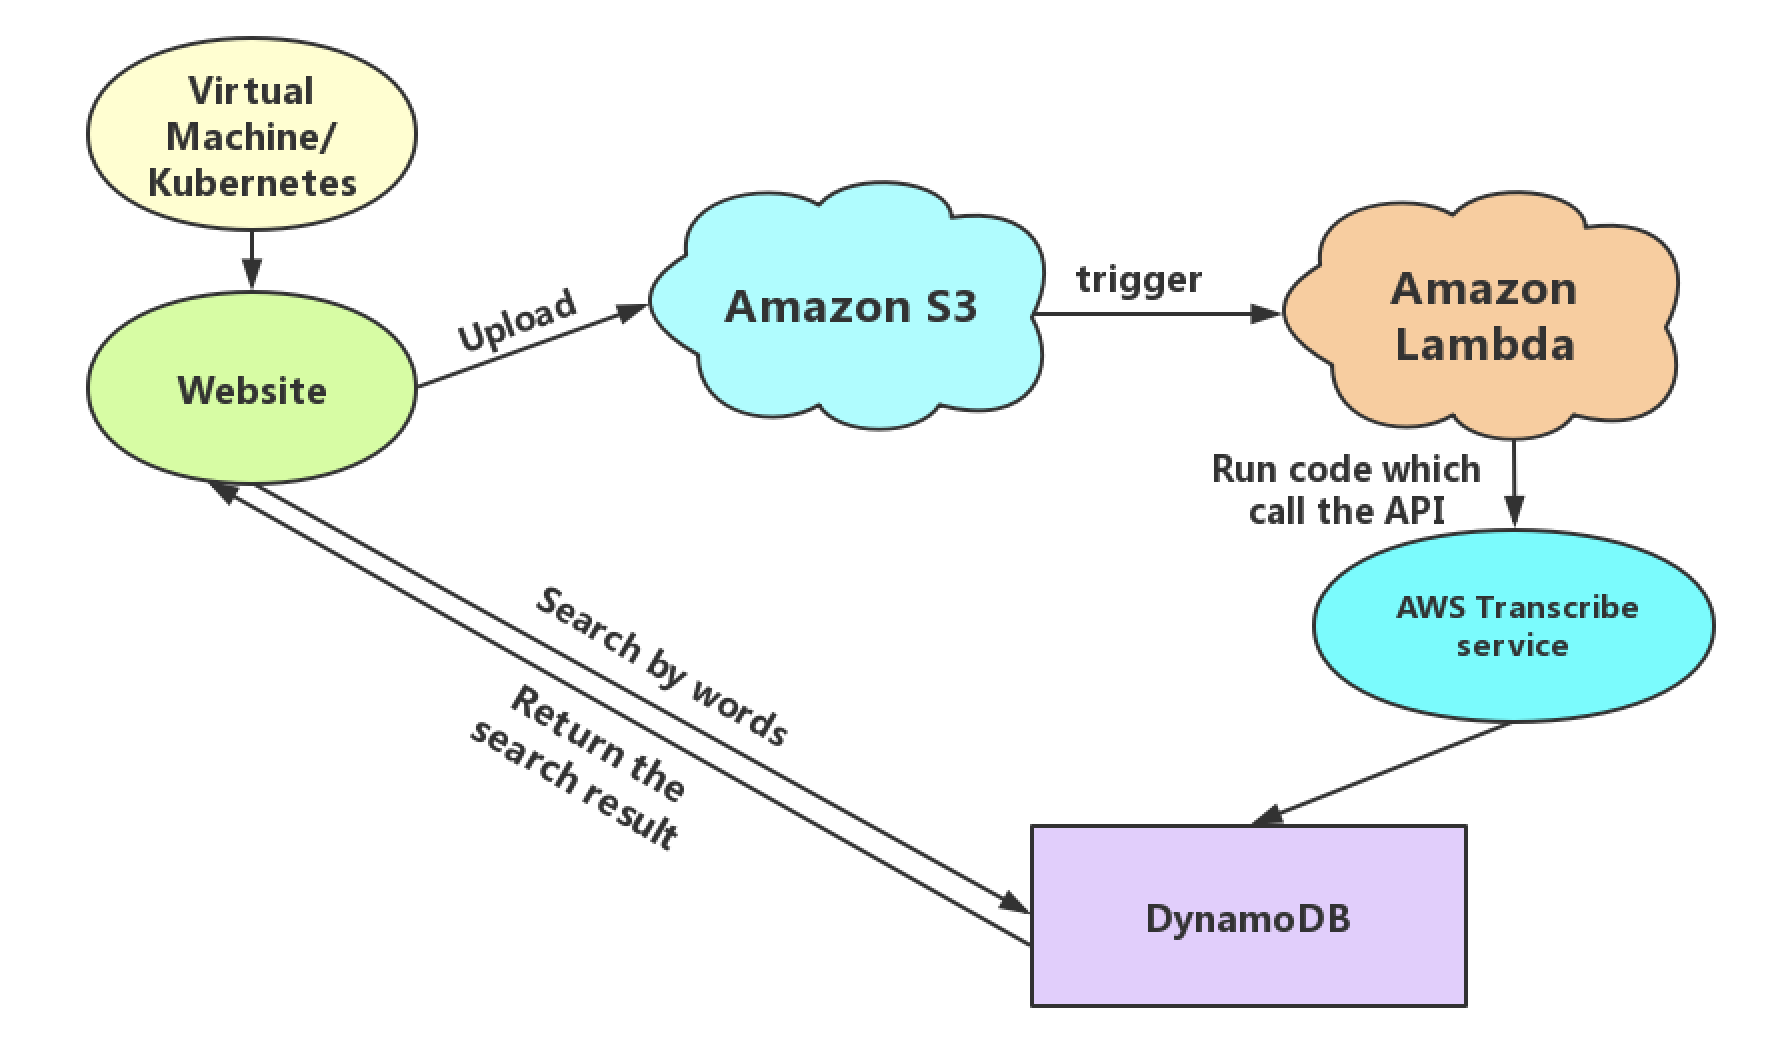 Virtual
Machine/
Kubernetes
Website
Upload
Amazon S3
trigger
Amazon
Lambda
Run code which
call the API
AWS Transcribe
service
Search by words
Return the
search result
DynamoDB